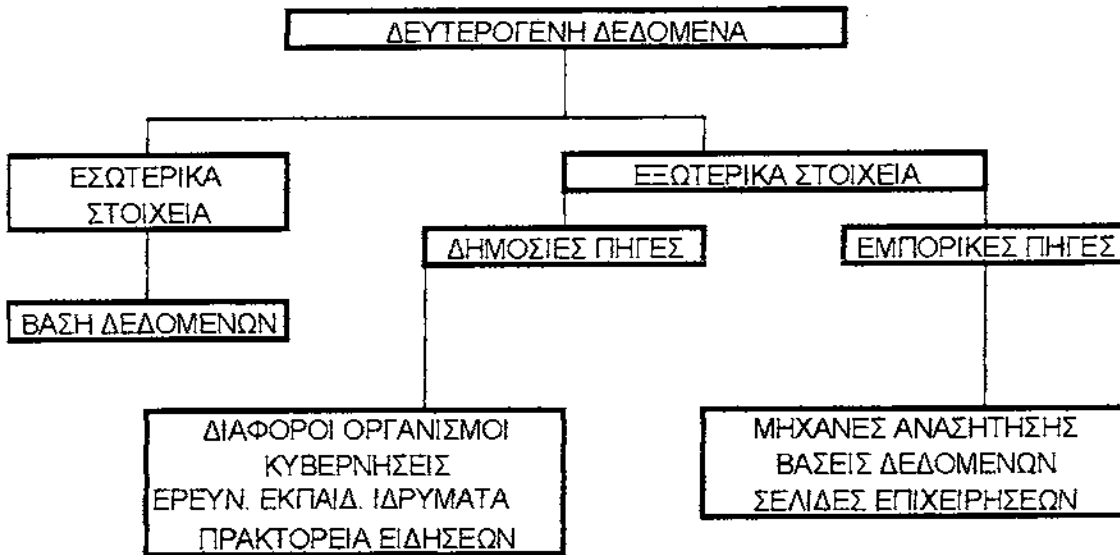 ΔΕΥΤΕΡΟΓΕΝΗ ΔΕΔΟΜΕΝΑ
ΕΣΩΤΕΡΙΚΑ
ΣΤΟΙΧΕΙΑ
ΕΞΩΤΕΡΙΚΑ ΣΤΟΙΧΕΙΑ
ΔΗΜΟΣΙΕΣ ΠΗΓΕΣ
ΕΜΠΟΡΙΚΕΣ ΠΗΓΕΣ
ΒΑΣΗ ΔΕΔΟΜΕΝΩΝ
ΔΙΑΦΟΡΟΙ ΟΡΓΑΝΙΣΜΟΙ
ΚΥΒΕΡΝΗΣΕΙΣ
ΕΡΕΥΝ. ΕΚΠΑΙΔ. ΙΔΡΥΜΑΤΑ
ΠΡΑΚΤΟΡΕΙΑ ΕΙΔΗΣΕΩΝ
ΜΗΧΑΝΕΣ ΑΝΑΣΗΤΗΣΗΣ
ΒΑΣΕΙΣ ΔΕΔΟΜΕΝΩΝ
ΣΕΛΙΔΕΣ ΕΠΙΧΕΙΡΗΣΕΩΝ